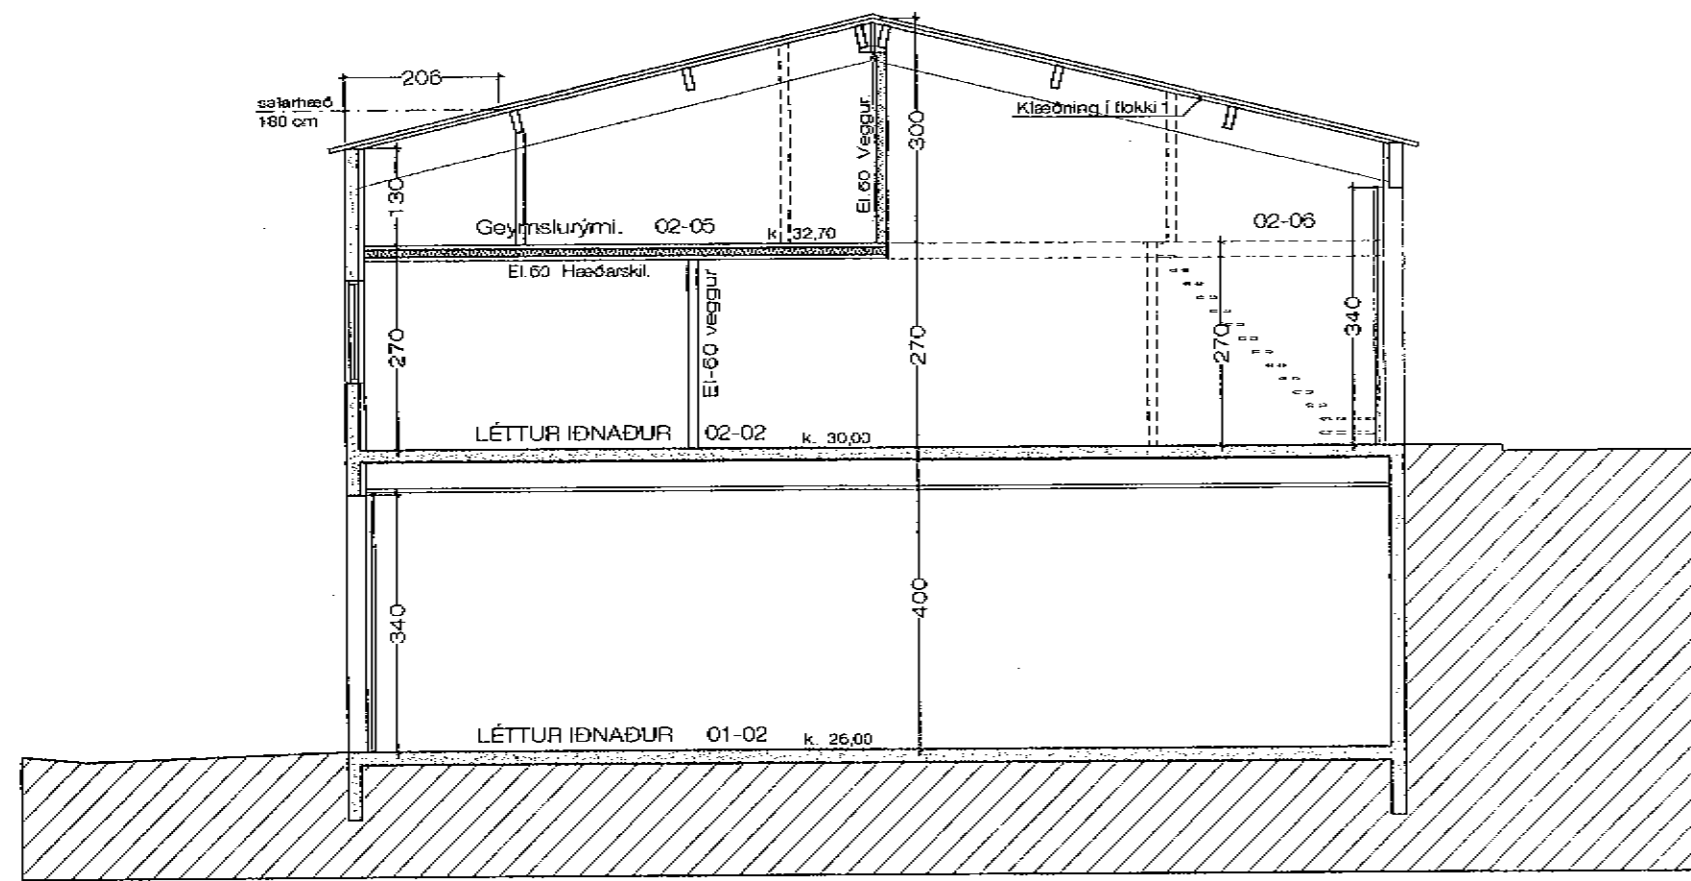 206
salarhæð
180 cm
Klæðning í flokki 1
300
EI.60 Veggur.
130
Geymslurými. 02-05
k. 32,70
02-06
EI.60 Hæðarskil.
EI-60 veggur
270
270
270
340
LÉTTUR IÐNAÐUR 02-02 k. 30,00
340
400
LÉTTUR IÐNAÐUR 01-02 k. 26,00